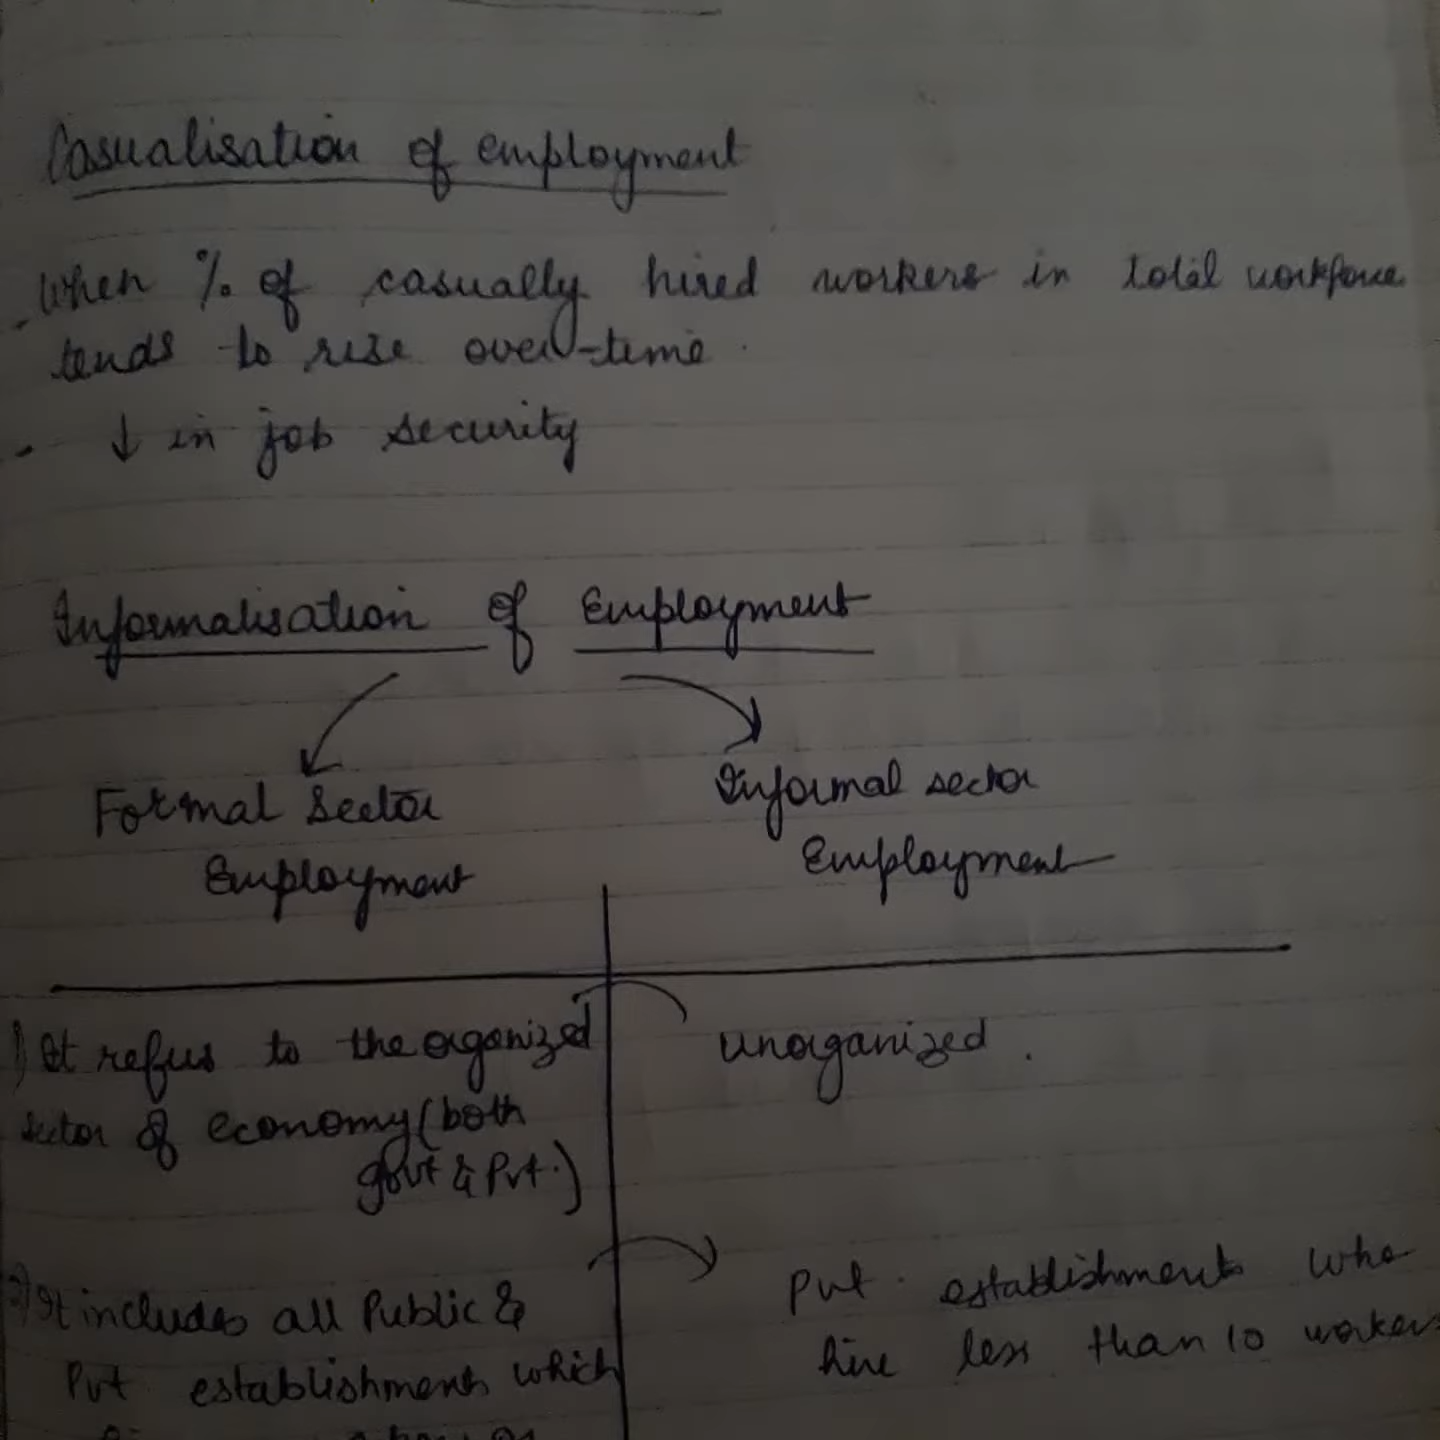 Casualisation of employment
When % of casually hired workers in total workforce
tends to rise over-time.
↓ in job security
Informalisation of Employment
Formal Sector
Employment
Informal sector
Employment
1) It refers to the organized
sector of economy (both
govt & Pvt.)
unorganized.
2) It includes all Public &
Pvt establishments which
Pvt. establishments who
hire less than 10 workers